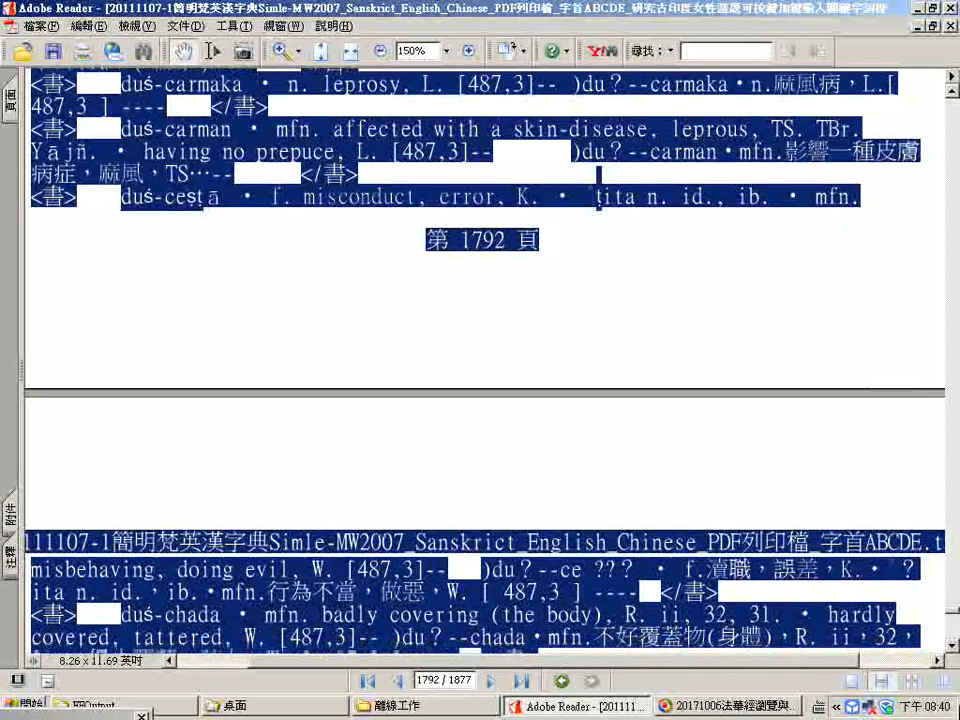 Adobe Reader - [20111107-1簡明梵英漢字典Simle-MW2007_Sanskrict_English_Chinese_PDF列印檔_字首ABCDE_研究古印度女性議題可按滑鼠鍵輸入關鍵字詞搜
檔案(F) 編輯(E) 檢視(V) 文件(D) 工具(T) 視窗(W) 說明(H)
150% Y! 尋找：
頁面
<書> duś-carmaka ‧ n. leprosy, L. [487,3]-- )du？--carmaka‧n.麻風病，L.[
487,3 ] ---- </書>
<書> duś-carman ‧ mfn. affected with a skin-disease, leprous, TS. TBr.
Yājñ. ‧ having no prepuce, L. [487,3]-- )du？--carman‧mfn.影響一種皮膚
病症，麻風，TS…-- </書>
<書> duś-ceṣṭā ‧ f. misconduct, error, K. ‧ ṭita n. id., ib. ‧ mfn.
第 1792 頁
附件
注釋
111107-1簡明梵英漢字典Simle-MW2007_Sanskrict_English_Chinese_PDF列印檔_字首ABCDE.t
misbehaving, doing evil, W. [487,3]-- )du？--ce ??？ ‧ f.瀆職，誤差，K.‧ ？
ita n. id., ib.‧mfn.行為不當，做惡，W. [ 487,3 ] ---- </書>
<書> duś-chada ‧ mfn. badly covering (the body), R. ii, 32, 31. ‧ hardly
covered, tattered, W. [487,3]-- )du？--chada‧mfn.不好覆蓋物(身體)，R. ii，32，
8.26 x 11.69 英吋
1792 / 1877
開始 EEOutput 桌面 離線工作 Adobe Reader - [201111... 20171006法華經瀏覽與... 下午 08:40